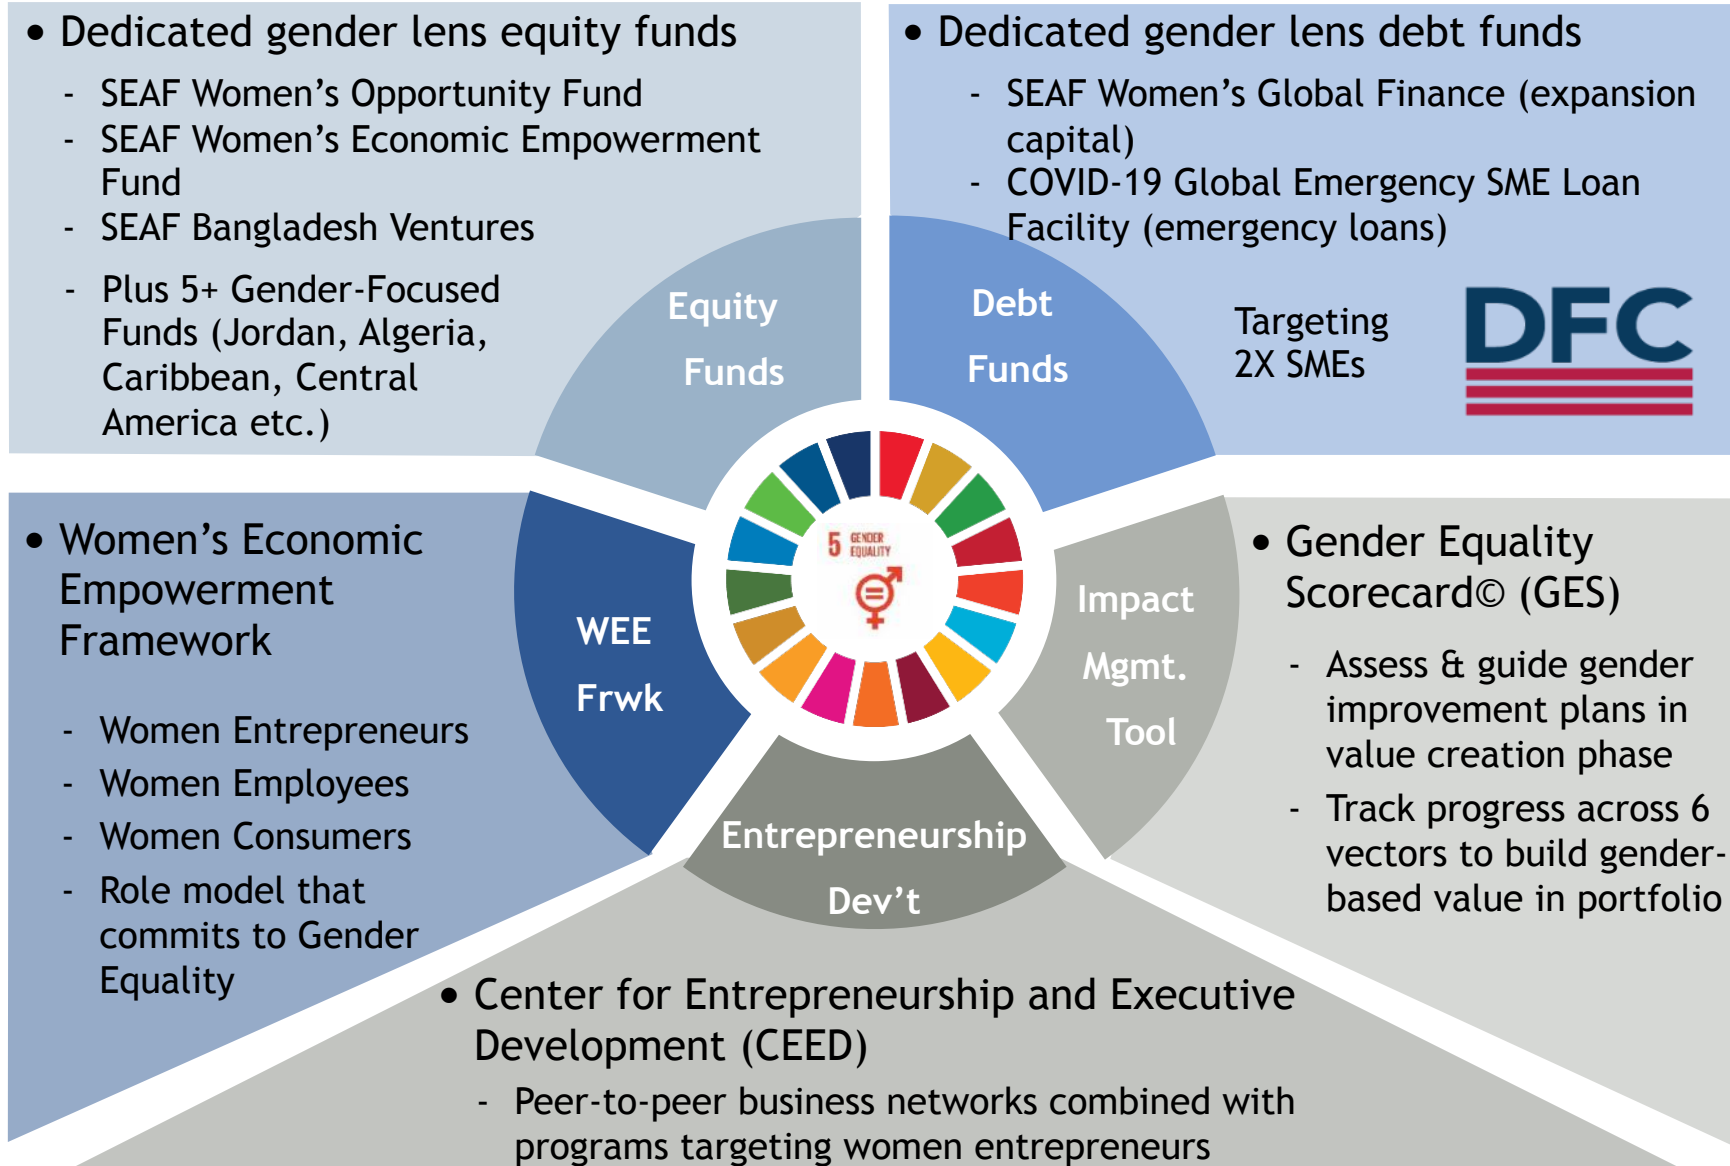 • Dedicated gender lens equity funds
- SEAF Women's Opportunity Fund
- SEAF Women's Economic Empowerment
Fund
- SEAF Bangladesh Ventures
- Plus 5+ Gender-Focused
Funds (Jordan, Algeria,
Caribbean, Central
America etc.)
Equity
Funds
• Dedicated gender lens debt funds
- SEAF Women's Global Finance (expansion
capital)
- COVID-19 Global Emergency SME Loan
Facility (emergency loans)
Debt
Funds
Targeting
2X SMEs
DFC
• Women's Economic
Empowerment
Framework
- Women Entrepreneurs
- Women Employees
- Women Consumers
- Role model that
commits to Gender
Equality
WEE
Frwk
5 GENDER
EQUALITY
Impact
Mgmt.
Tool
• Gender Equality
Scorecard© (GES)
- Assess & guide gender
improvement plans in
value creation phase
- Track progress across 6
vectors to build gender-
based value in portfolio
Entrepreneurship
Dev't
• Center for Entrepreneurship and Executive
Development (CEED)
- Peer-to-peer business networks combined with
programs targeting women entrepreneurs